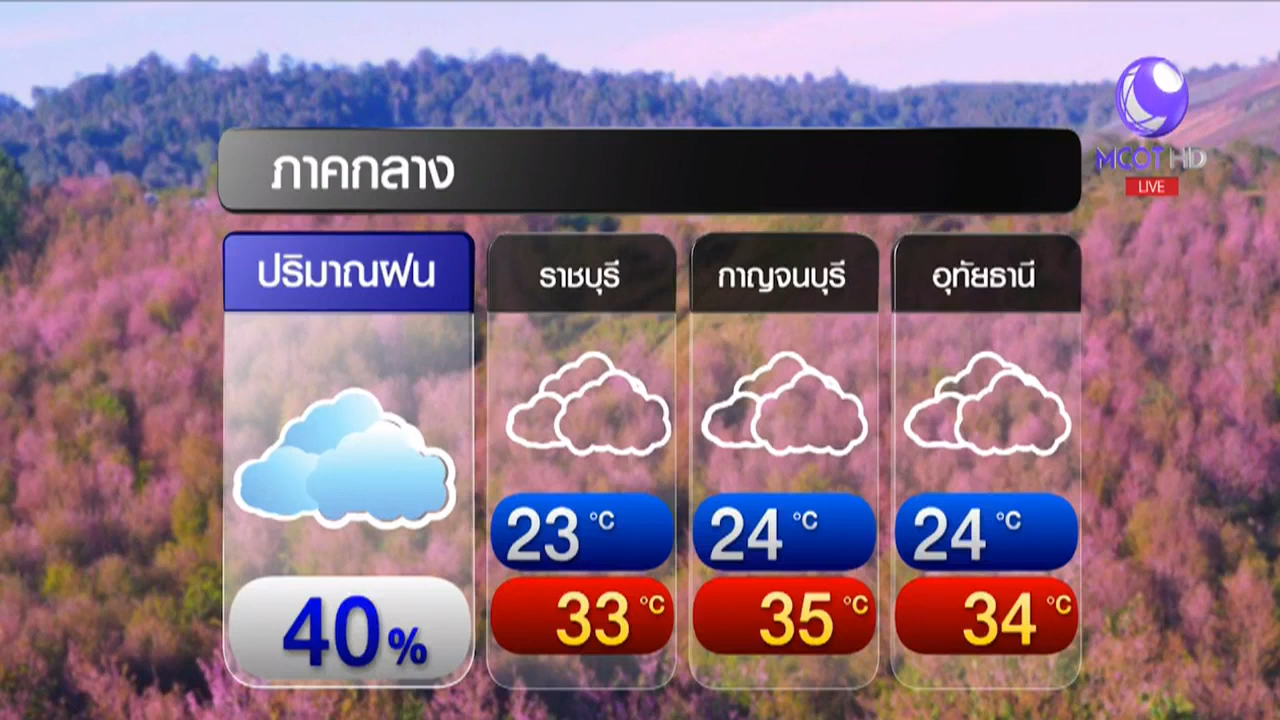 MCOT HD
LIVE
ภาคกลาง
ปริมาณฝน
40%
ราชบุรี
23 °C
33 °C
กาญจนบุรี
24 °C
35 °C
อุทัยธานี
24 °C
34 °C